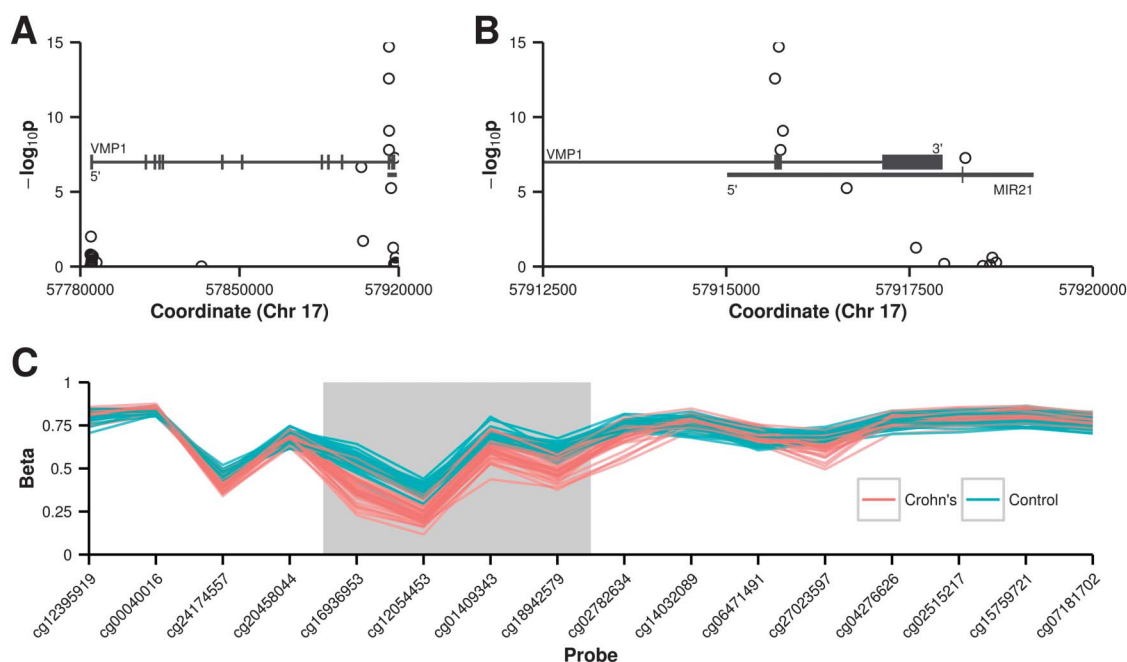 A
15
10
5
0
−log10p
VMP1
5'
57780000
57850000
57920000
Coordinate (Chr 17)
B
15
10
5
0
−log10p
VMP1
3'
5'
MIR21
57912500
57915000
57917500
57920000
Coordinate (Chr 17)
C
1
0.75
0.5
0.25
0
Beta
Crohn's
Control
cg12395919
cg00040016
cg24174557
cg20458044
cg16936953
cg12054453
cg01409343
cg18942579
cg02782634
cg14032089
cg06471491
cg27023597
cg04276626
cg02515217
cg15759721
cg07181702
Probe